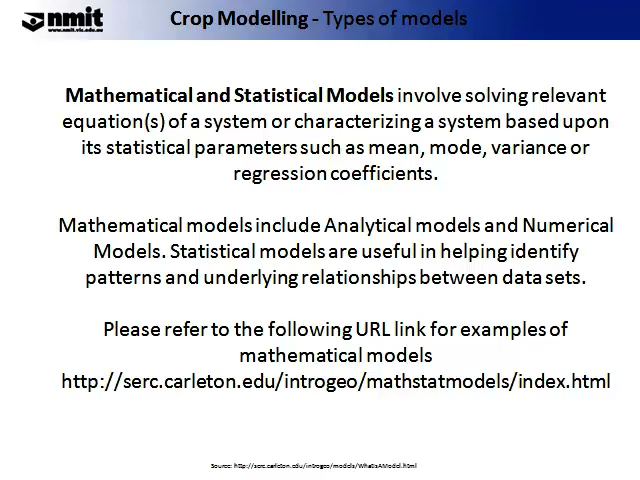 nmit
www.nmit.vic.edu.au
Crop Modelling - Types of models
Mathematical and Statistical Models involve solving relevant
equation(s) of a system or characterizing a system based upon
its statistical parameters such as mean, mode, variance or
regression coefficients.
Mathematical models include Analytical models and Numerical
Models. Statistical models are useful in helping identify
patterns and underlying relationships between data sets.
Please refer to the following URL link for examples of
mathematical models
http://serc.carleton.edu/introgeo/mathstatmodels/index.html
Source: http://serc.carleton.edu/introgeo/models/WhatIsAModel.html